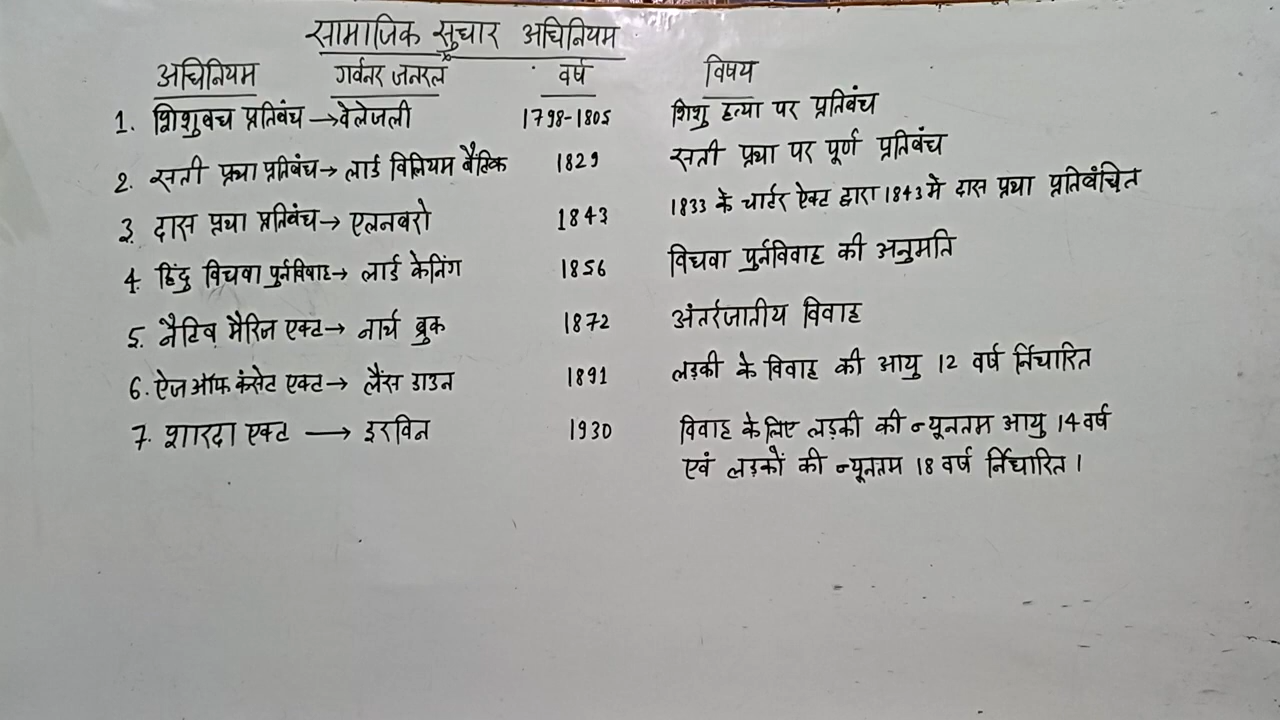 सामाजिक सुधार अधिनियम
अधिनियम गर्वनर जनरल वर्ष विषय
1. शिशुवध प्रतिबंध → वेलेजली 1798-1805 शिशु हत्या पर प्रतिबंध
2. सती प्रथा प्रतिबंध → लार्ड विलियम बैंटिक 1829 सती प्रथा पर पूर्ण प्रतिबंध
3. दास प्रथा प्रतिबंध → एलनबरो 1843 1833 के चार्टर ऐक्ट द्वारा 1843 में दास प्रथा प्रतिबंधित
4. हिंदु विधवा पुर्नविवाह → लार्ड केनिंग 1856 विधवा पुर्नविवाह की अनुमति
5. नैटिव मैरिज एक्ट → नार्थ ब्रुक 1872 अंतर्रजातीय विवाह
6. ऐज ऑफ कंसेट एक्ट → लैंस डाउन 1891 लड़की के विवाह की आयु 12 वर्ष र्निधारित
7. शारदा एक्ट → इरविन 1930 विवाह के लिए लड़की की न्यूनतम आयु 14 वर्ष
एवं लड़कों की न्यूनतम 18 वर्ष र्निधारित।